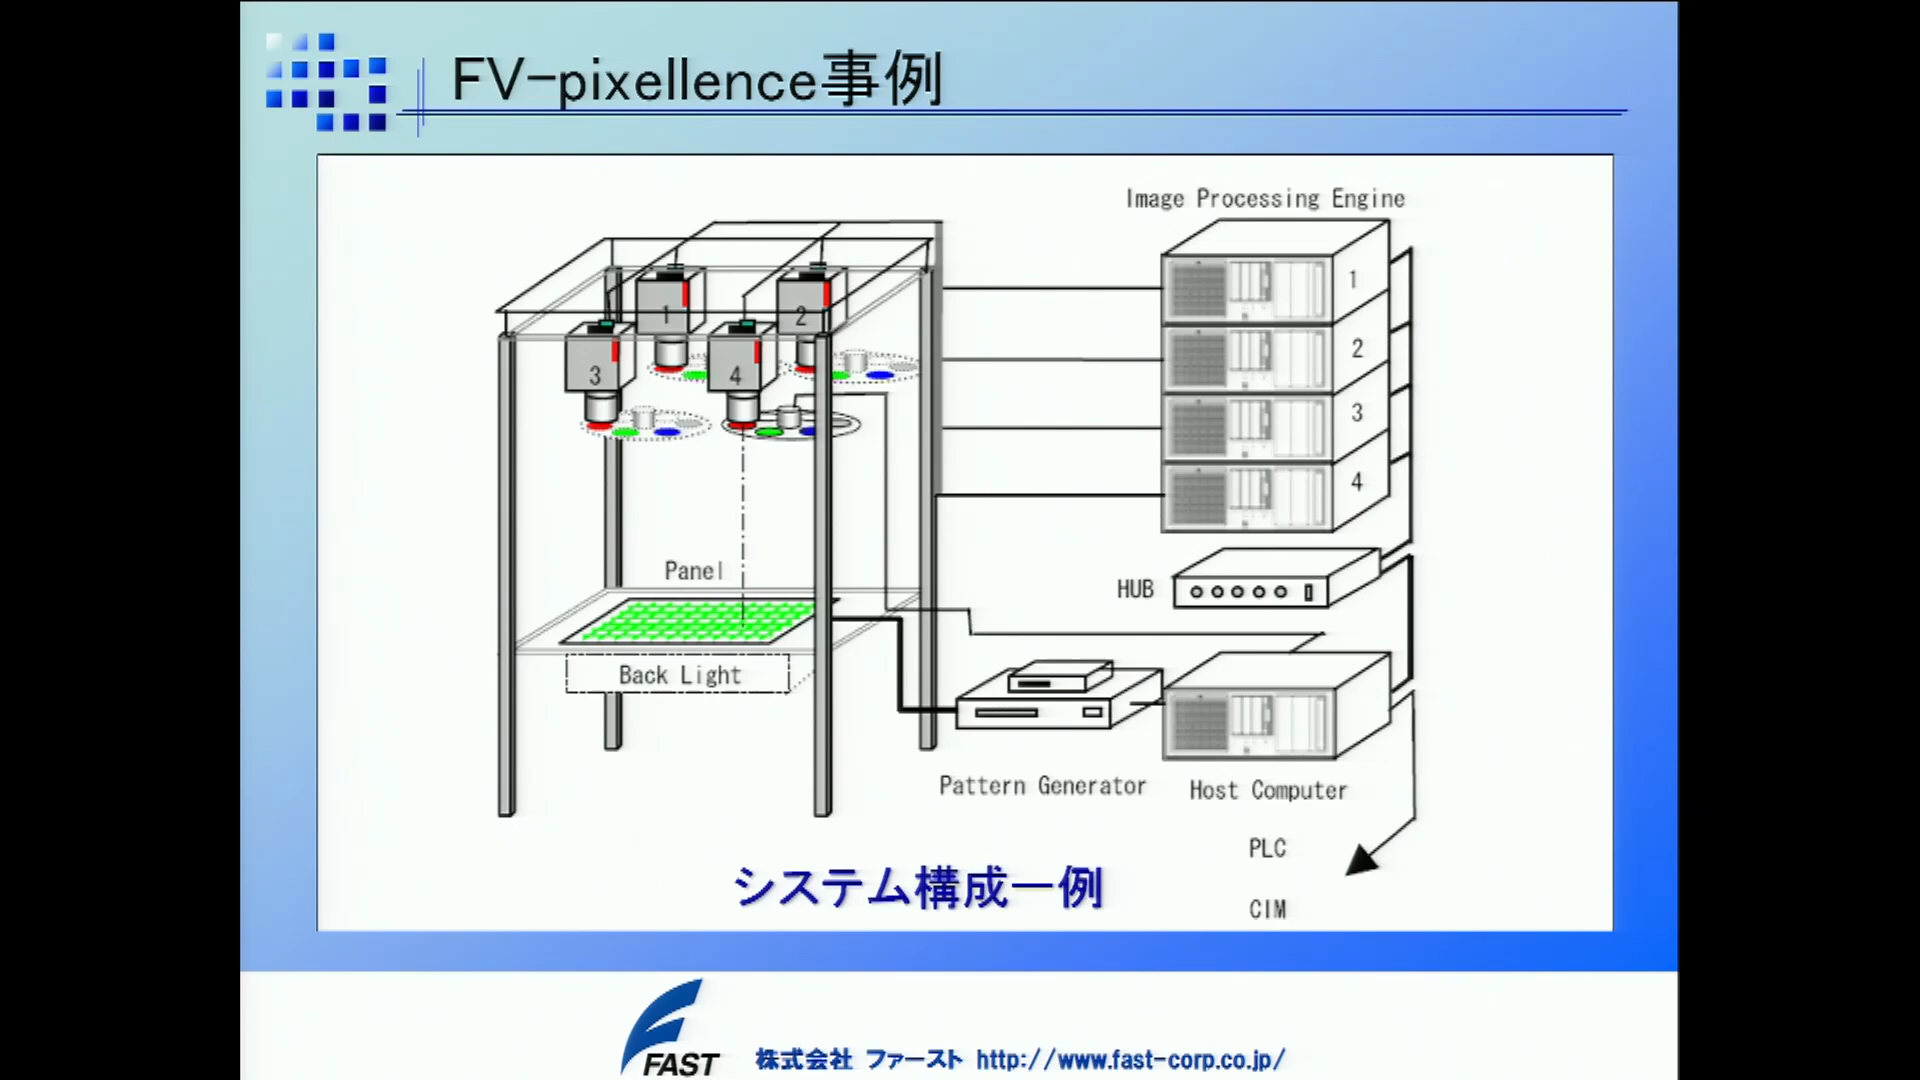 FV-pixellence事例
Image Processing Engine
1
2
3
4
1
2
3
4
HUB
Panel
Back Light
Pattern Generator
Host Computer
PLC
CIM
システム構成一例
FAST
株式会社 ファースト http://www.fast-corp.co.jp/